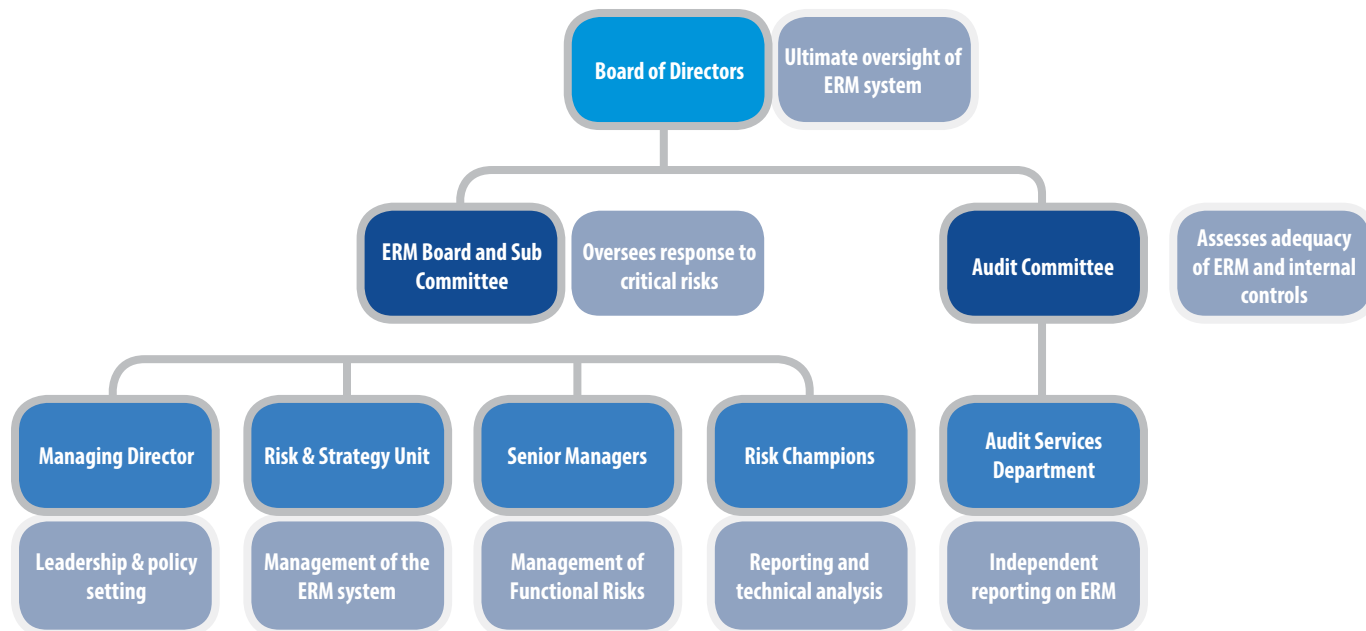 Board of Directors
Ultimate oversight of
ERM system
ERM Board and Sub
Committee
Oversees response to
critical risks
Audit Committee
Assesses adequacy
of ERM and internal
controls
Managing Director
Risk & Strategy Unit
Senior Managers
Risk Champions
Audit Services
Department
Leadership & policy
setting
Management of the
ERM system
Management of
Functional Risks
Reporting and
technical analysis
Independent
reporting on ERM